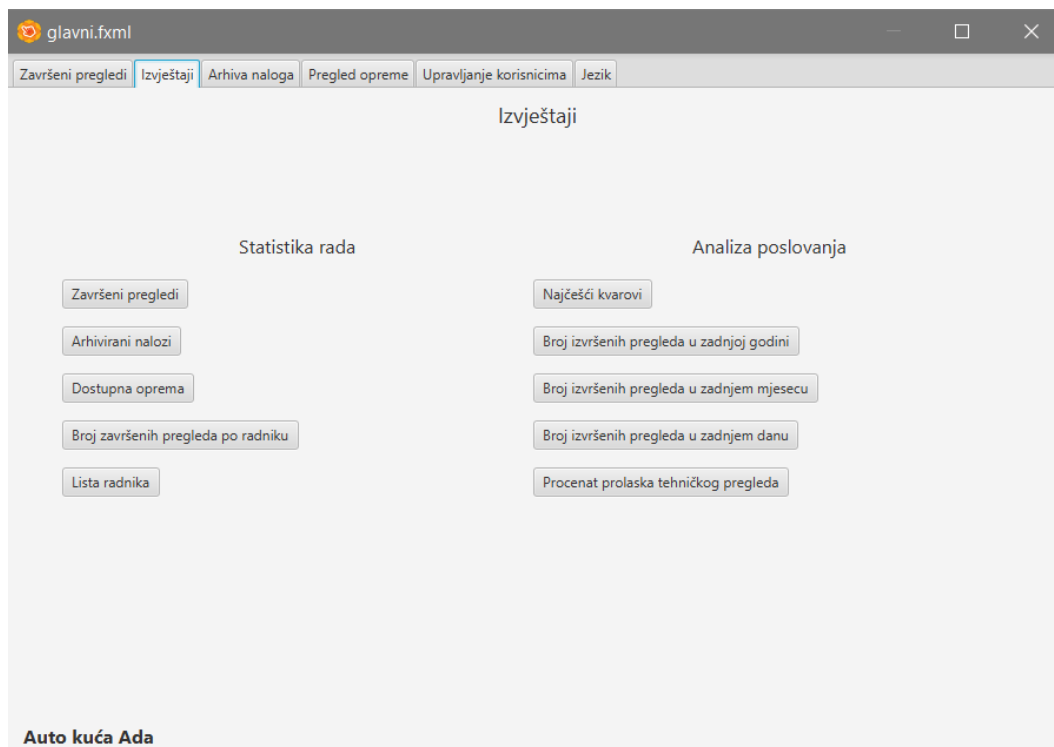 glavni.fxml
Završeni pregledi Izvještaji Arhiva naloga Pregled opreme Upravljanje korisnicima Jezik
Izvještaji
Statistika rada
Završeni pregledi
Arhivirani nalozi
Dostupna oprema
Broj završenih pregleda po radniku
Lista radnika
Analiza poslovanja
Najčešći kvarovi
Broj izvršenih pregleda u zadnjoj godini
Broj izvršenih pregleda u zadnjem mjesecu
Broj izvršenih pregleda u zadnjem danu
Procenat prolaska tehničkog pregleda
Auto kuća Ada